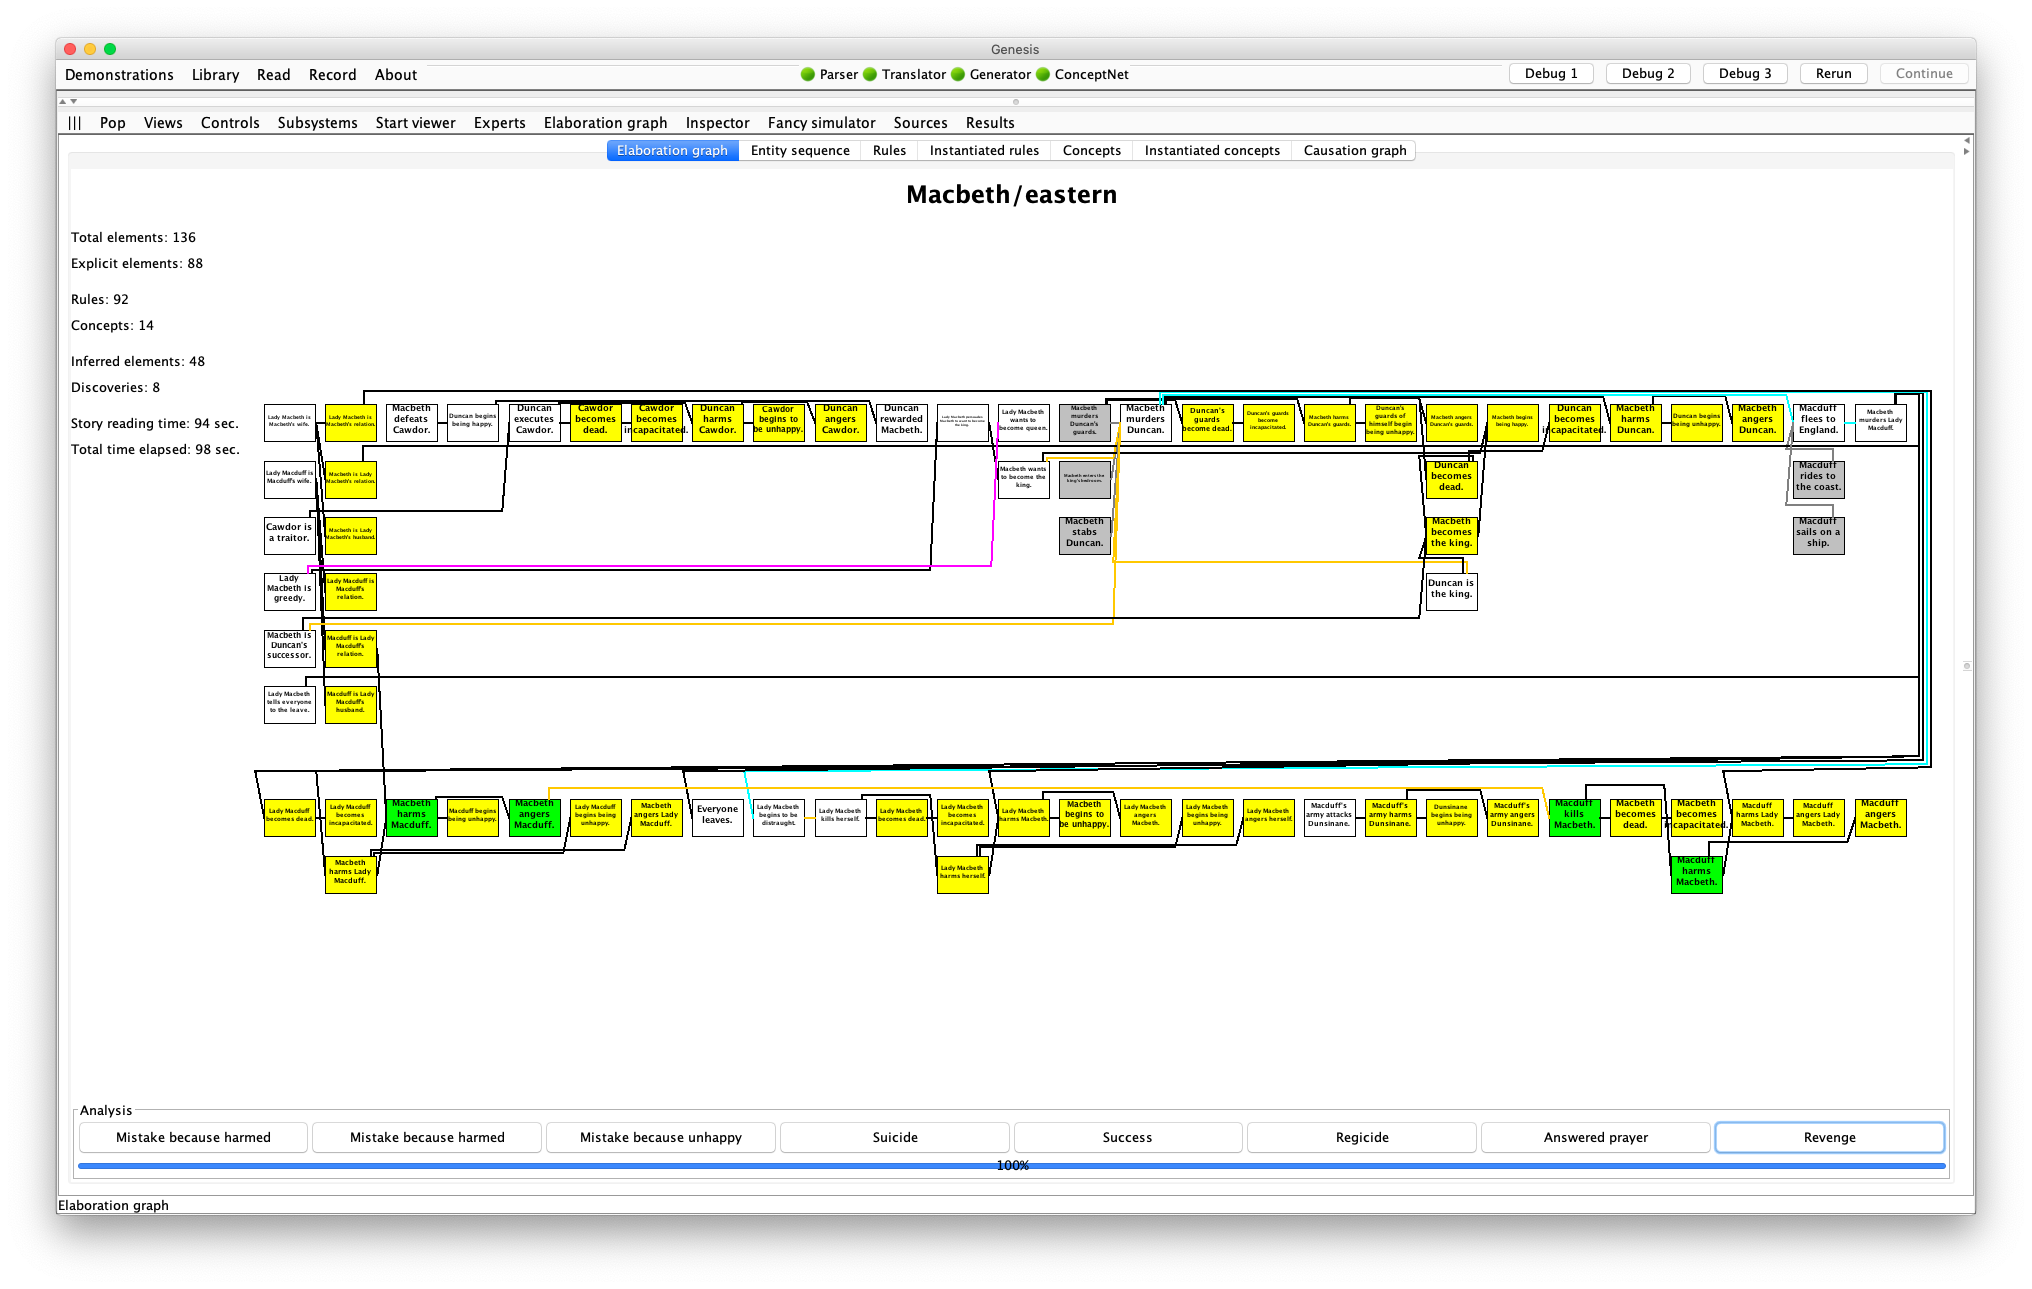 Genesis
Demonstrations Library Read Record About
Parser Translator Generator ConceptNet
Debug 1 Debug 2 Debug 3 Rerun Continue
Pop Views Controls Subsystems Start viewer Experts Elaboration graph Inspector Fancy simulator Sources Results
Elaboration graph Entity sequence Rules Instantiated rules Concepts Instantiated concepts Causation graph
Macbeth/eastern
Total elements: 136
Explicit elements: 88
Rules: 92
Concepts: 14
Inferred elements: 48
Discoveries: 8
Story reading time: 94 sec.
Total time elapsed: 98 sec.
Lady Macbeth is
Macbeth's wife.
Lady Macbeth is
Macbeth's relation.
Macbeth
defeats
Cawdor.
Duncan begins
being happy.
Duncan
executes
Cawdor.
Cawdor
becomes
dead.
Cawdor
becomes
incapacitated.
Duncan
harms
Cawdor.
Cawdor
begins to
be unhappy.
Duncan
angers
Cawdor.
Duncan
rewarded
Macbeth.
Lady Macbeth persuades
Macbeth to want to become
the king.
Lady Macbeth
wants to
become queen.
Macbeth
murders
Duncan's
guards.
Macbeth
murders
Duncan.
Duncan's
guards
become dead.
Duncan's guards
become
incapacitated.
Macbeth harms
Duncan's guards.
Duncan's
guards of
himself begin
being unhappy.
Macbeth angers
Duncan's guards.
Macbeth begins
being happy.
Duncan
becomes
incapacitated.
Macbeth
harms
Duncan.
Duncan begins
being unhappy.
Macbeth
angers
Duncan.
Macduff
flees to
England.
Macbeth
murders Lady
Macduff.
Lady Macduff is
Macduff's wife.
Macbeth is Lady
Macbeth's relation.
Macbeth wants
to become the
king.
Macbeth enters the
king's bedroom.
Duncan
becomes
dead.
Macduff
rides to
the coast.
Cawdor is
a traitor.
Macbeth is Lady
Macbeth's husband.
Macbeth
stabs
Duncan.
Macbeth
becomes
the king.
Macduff
sails on a
ship.
Lady
Macbeth is
greedy.
Lady Macduff is
Macduff's
relation.
Duncan is
the king.
Macbeth is
Duncan's
successor.
Macduff is Lady
Macduff's
relation.
Lady Macbeth
tells everyone
to the leave.
Macduff is Lady
Macduff's
husband.
Lady Macduff
becomes dead.
Lady Macduff
becomes
incapacitated.
Macbeth
harms
Macduff.
Macduff begins
being unhappy.
Macbeth
angers
Macduff.
Lady Macduff
begins being
unhappy.
Macbeth
angers Lady
Macduff.
Everyone
leaves.
Lady Macbeth
begins to be
distraught.
Lady Macbeth
kills herself.
Lady Macbeth
becomes dead.
Lady Macbeth
becomes
incapacitated.
Lady Macbeth
harms Macbeth.
Macbeth
begins to
be unhappy.
Lady Macbeth
angers
Macbeth.
Lady Macbeth
begins being
unhappy.
Lady Macbeth
angers herself.
Macduff's
army attacks
Dunsinane.
Macduff's
army harms
Dunsinane.
Dunsinane
begins being
unhappy.
Macduff's
army angers
Dunsinane.
Macduff
kills
Macbeth.
Macbeth
becomes
dead.
Macbeth
becomes
incapacitated.
Macduff
harms Lady
Macbeth.
Macduff
angers Lady
Macbeth.
Macduff
angers
Macbeth.
Macbeth
harms Lady
Macduff.
Lady Macbeth
harms herself.
Macduff
harms
Macbeth.
Analysis
Mistake because harmed Mistake because harmed Mistake because unhappy Suicide Success Regicide Answered prayer Revenge
100%
Elaboration graph